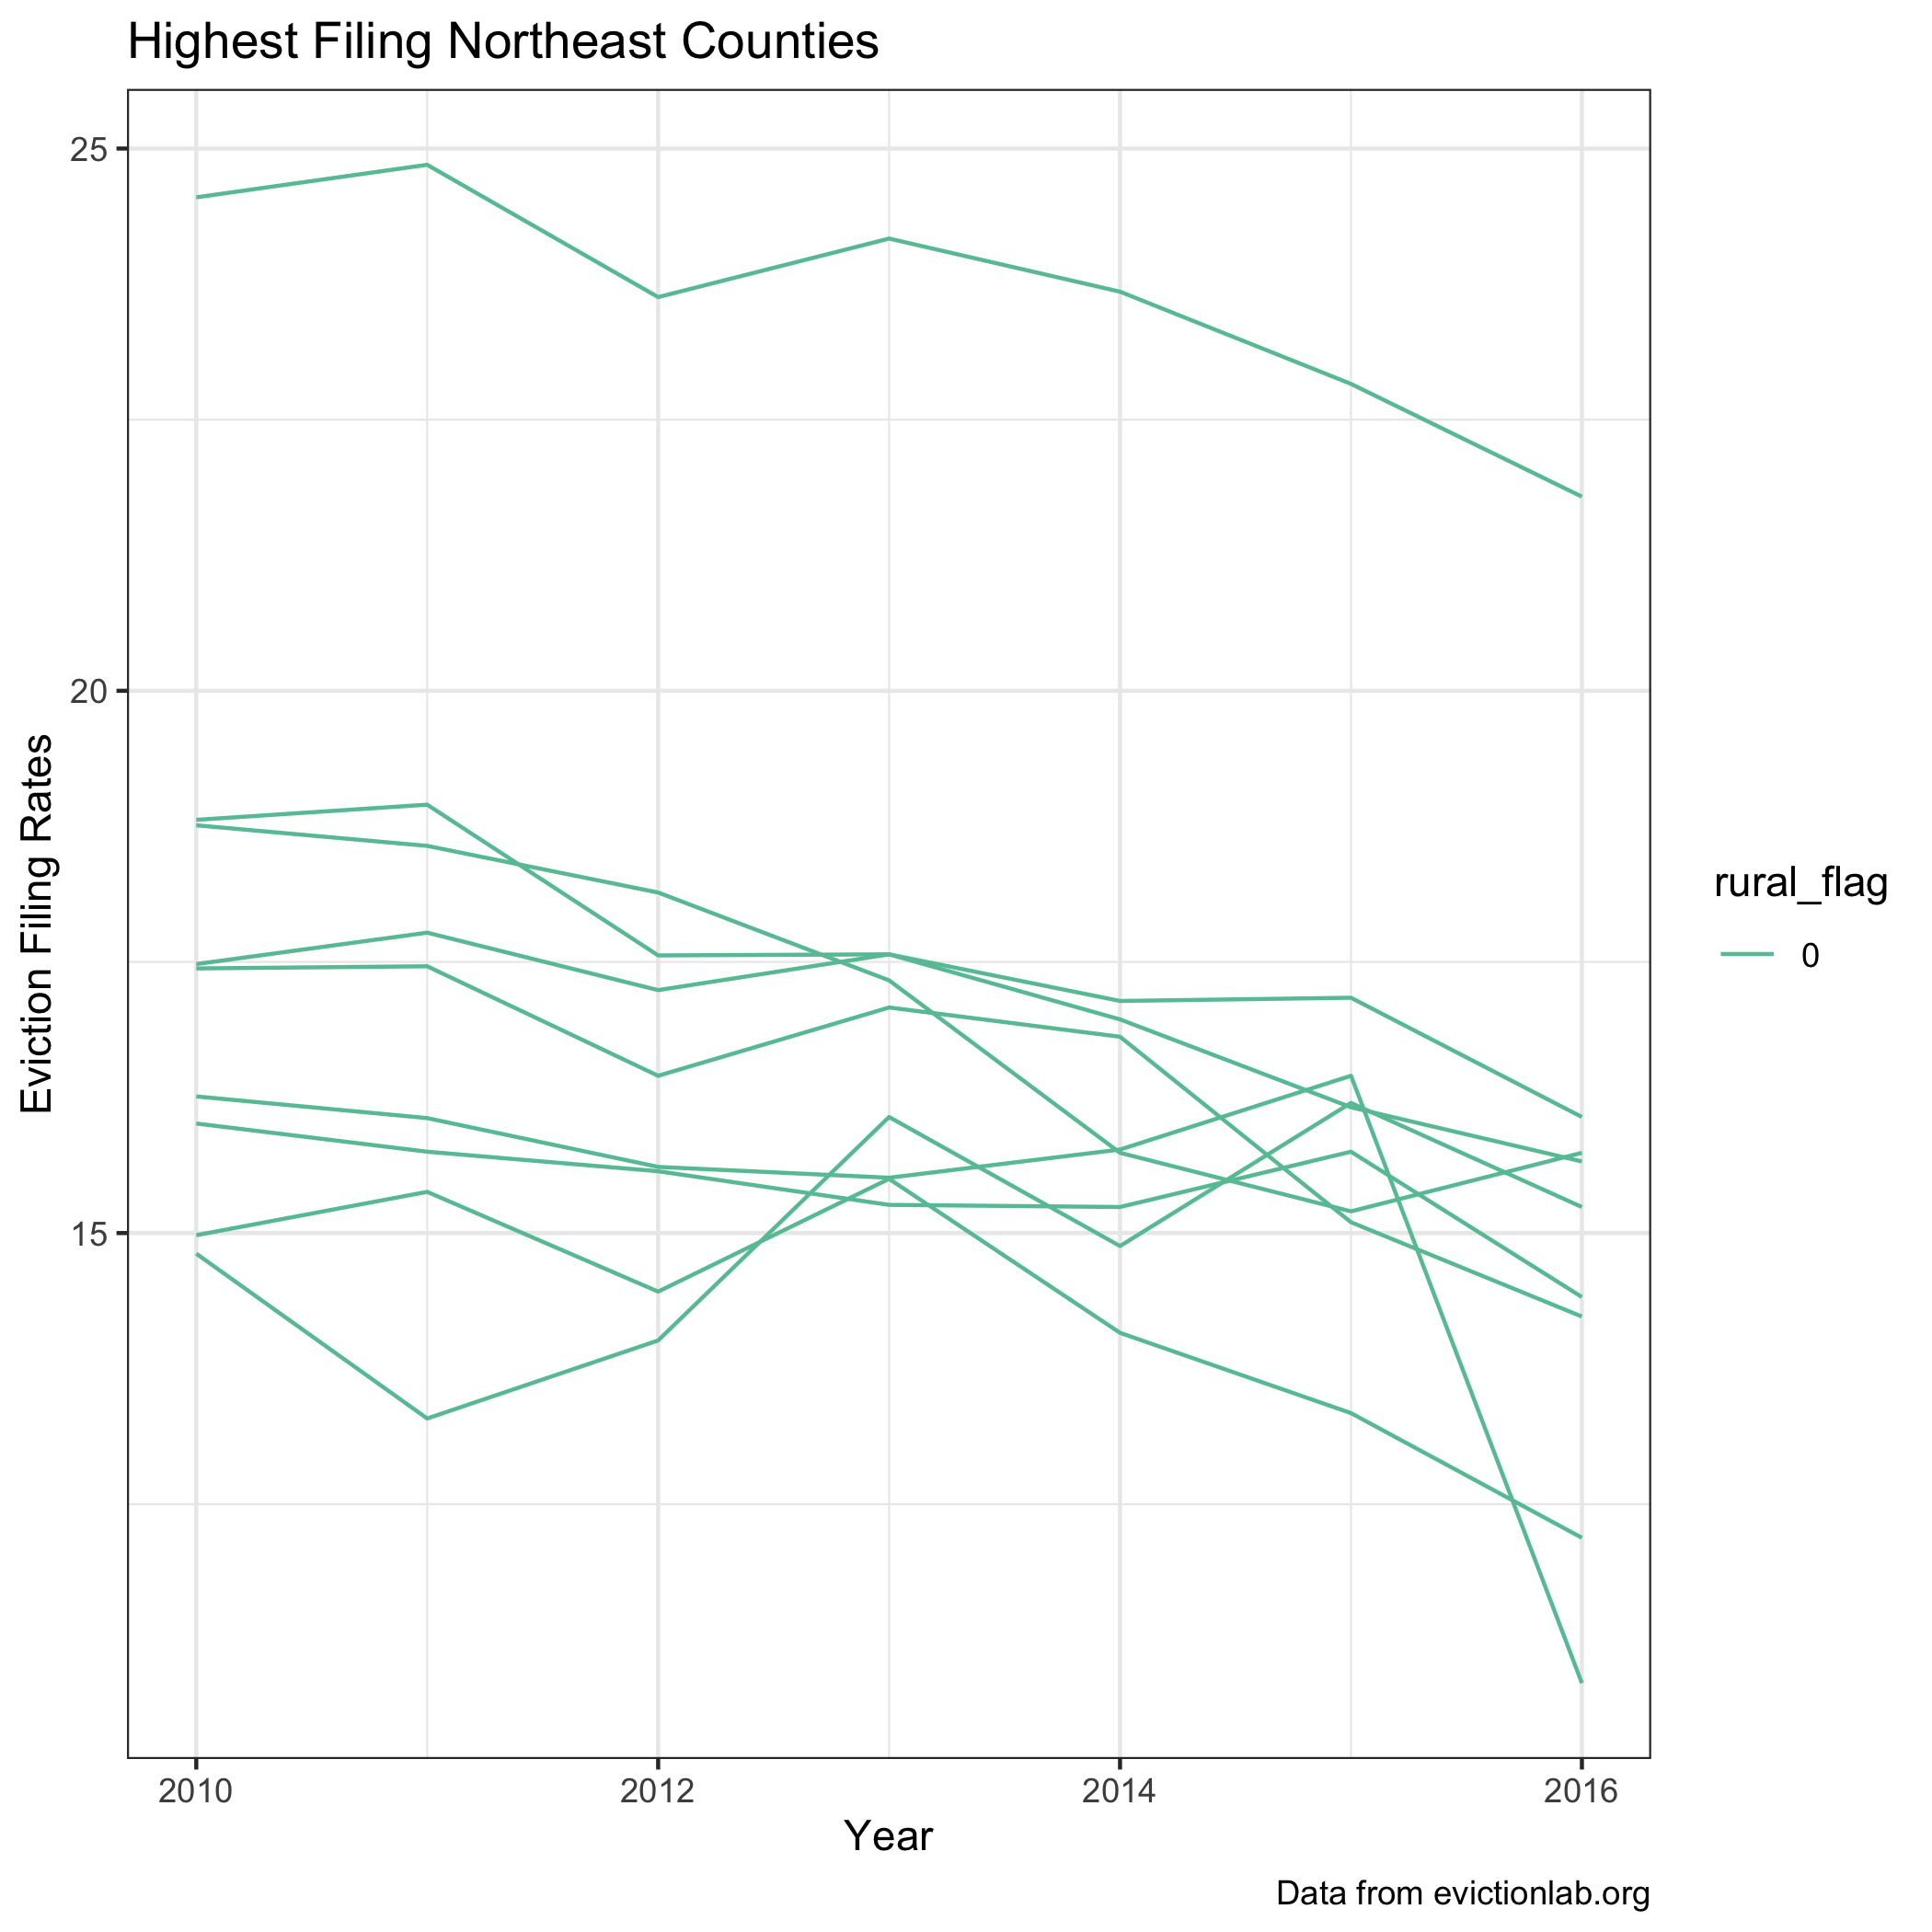 Highest Filing Northeast Counties
Eviction Filing Rates
25
20
15
2010
2012
2014
2016
Year
rural_flag
0
Data from evictionlab.org